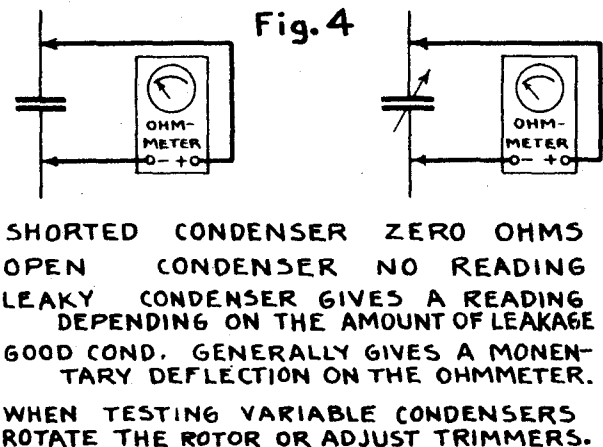 Fig. 4
OHM-
METER
- +
OHM-
METER
- +
SHORTED CONDENSER ZERO OHMS
OPEN CONDENSER NO READING
LEAKY CONDENSER GIVES A READING
DEPENDING ON THE AMOUNT OF LEAKAGE
GOOD COND. GENERALLY GIVES A MONEN-
TARY DEFLECTION ON THE OHMMETER.
WHEN TESTING VARIABLE CONDENSERS
ROTATE THE ROTOR OR ADJUST TRIMMERS.